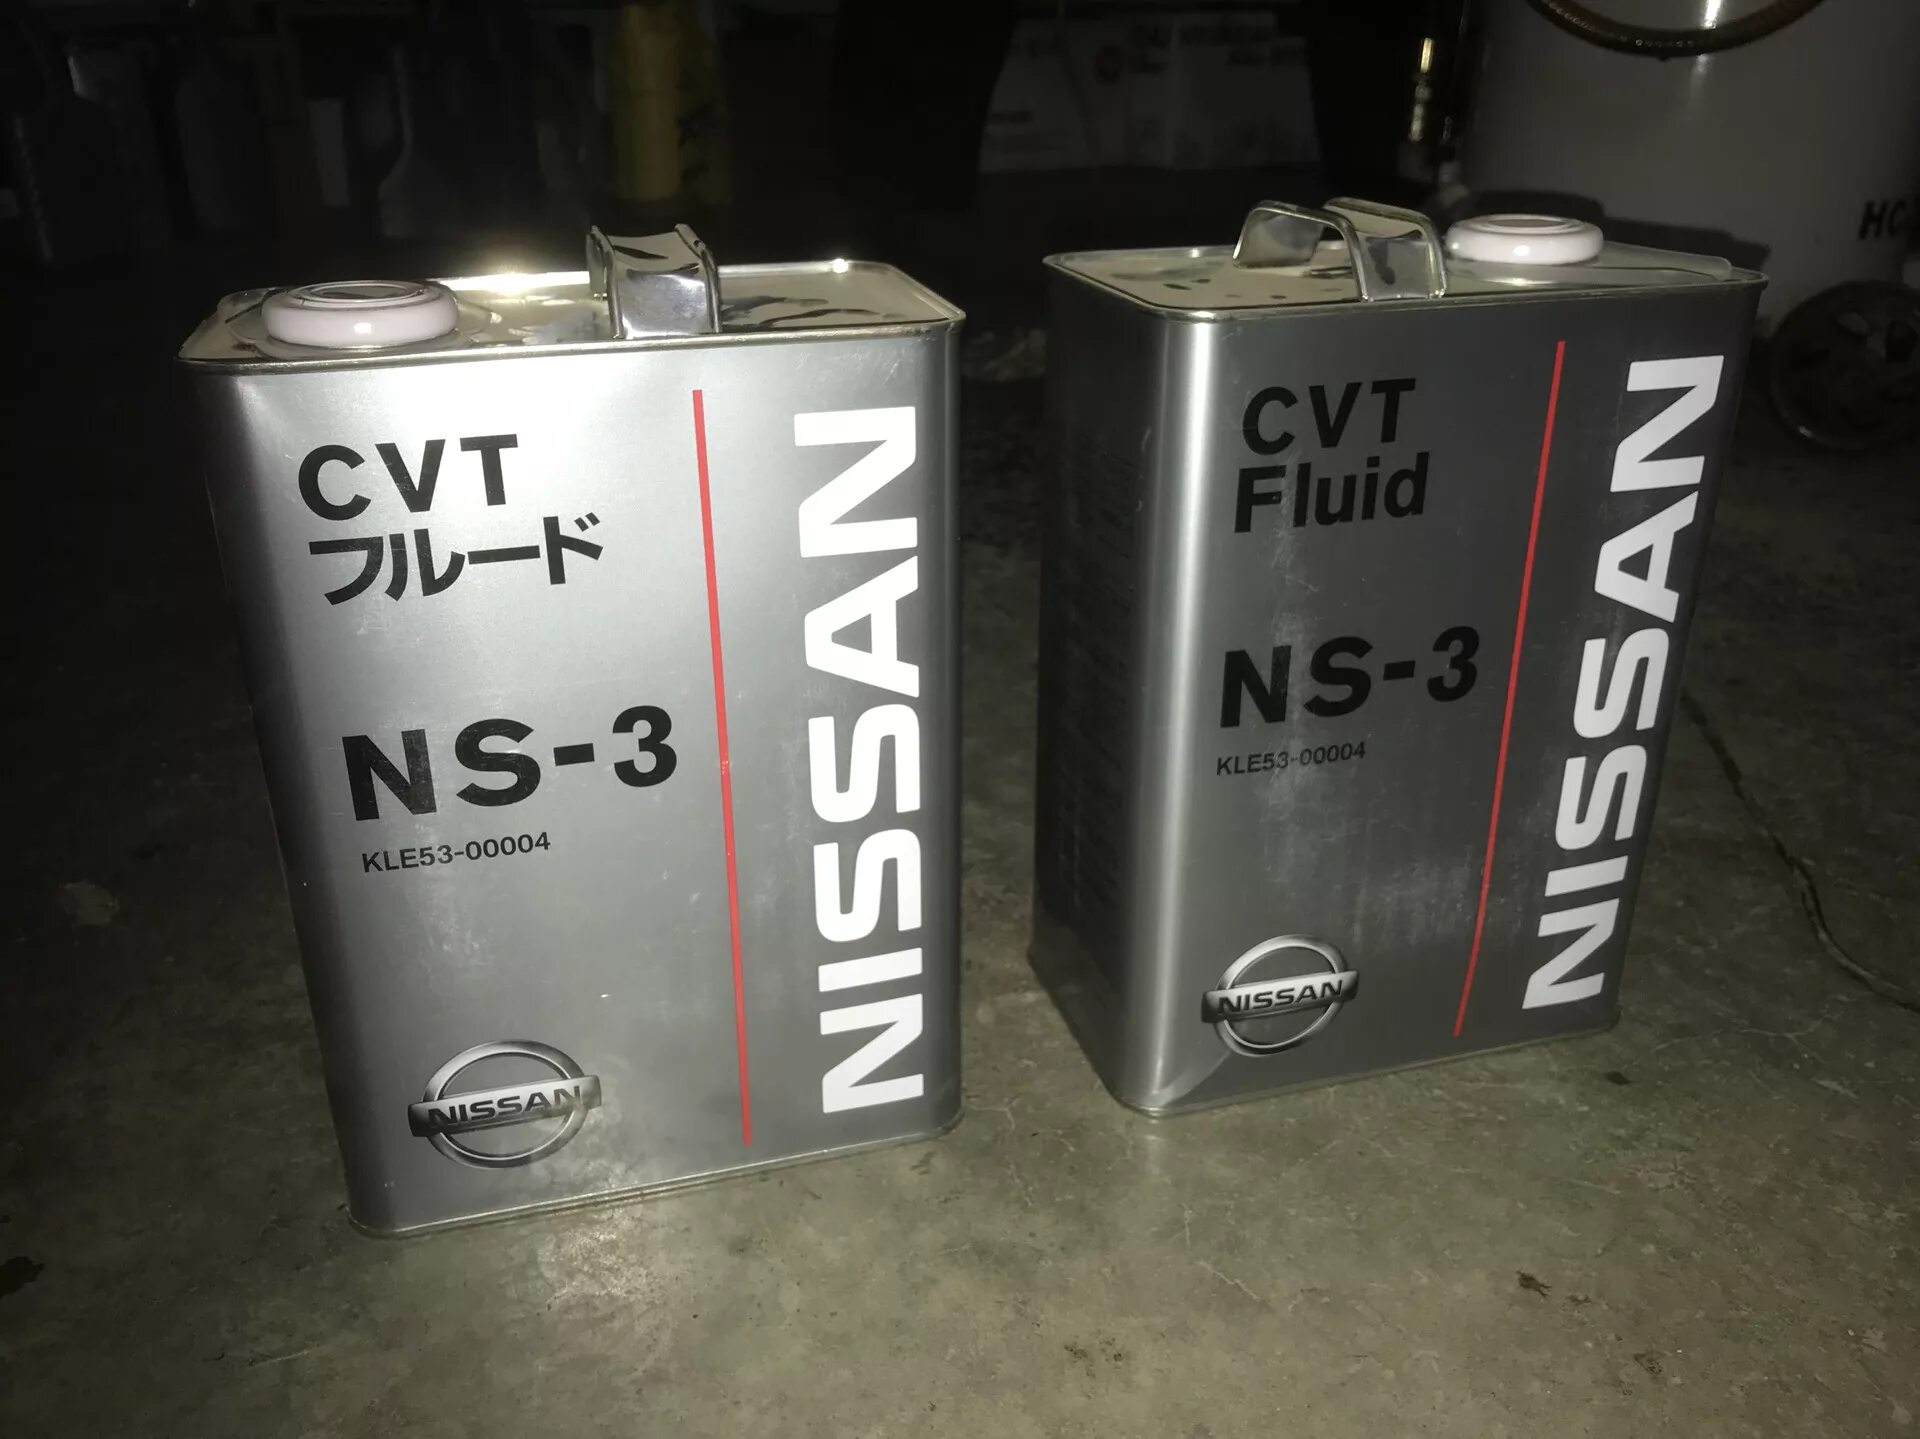 CVT
フルード
NS-3
KLE53-00004
NISSAN
NISSAN
CVT
Fluid
NS-3
KLE53-00004
NISSAN
NISSAN
HC